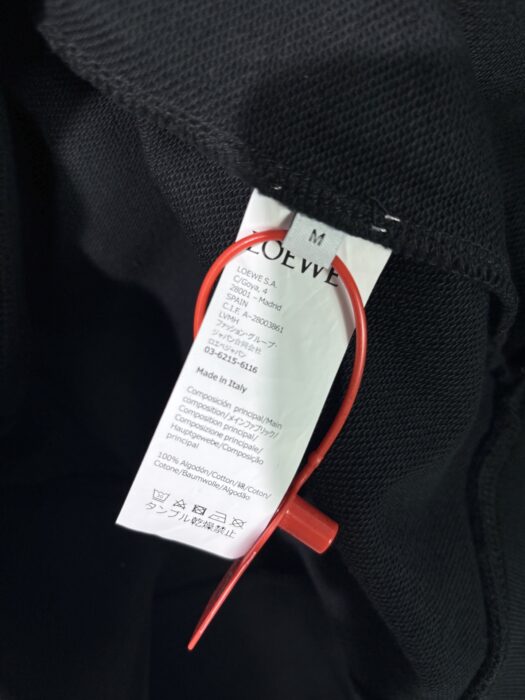 M
LOEWE
LOEWE S.A.
C/Goya, 4
28001 - Madrid
SPAIN
C.I.F. A-28003861
LVMH
ファッション・グループ・
ジャパン合同会社
ロエベジャパン
03-6215-6116
Made in Italy
Composición principal/Main
composition/メインファブリック/
Composition principal/
Composizione principale/
Hauptgewebe/Composição
principal
100% Algodón/Cotton/綿/Coton/
Cotone/Baumwolle/Algodão
タンブル乾燥禁止